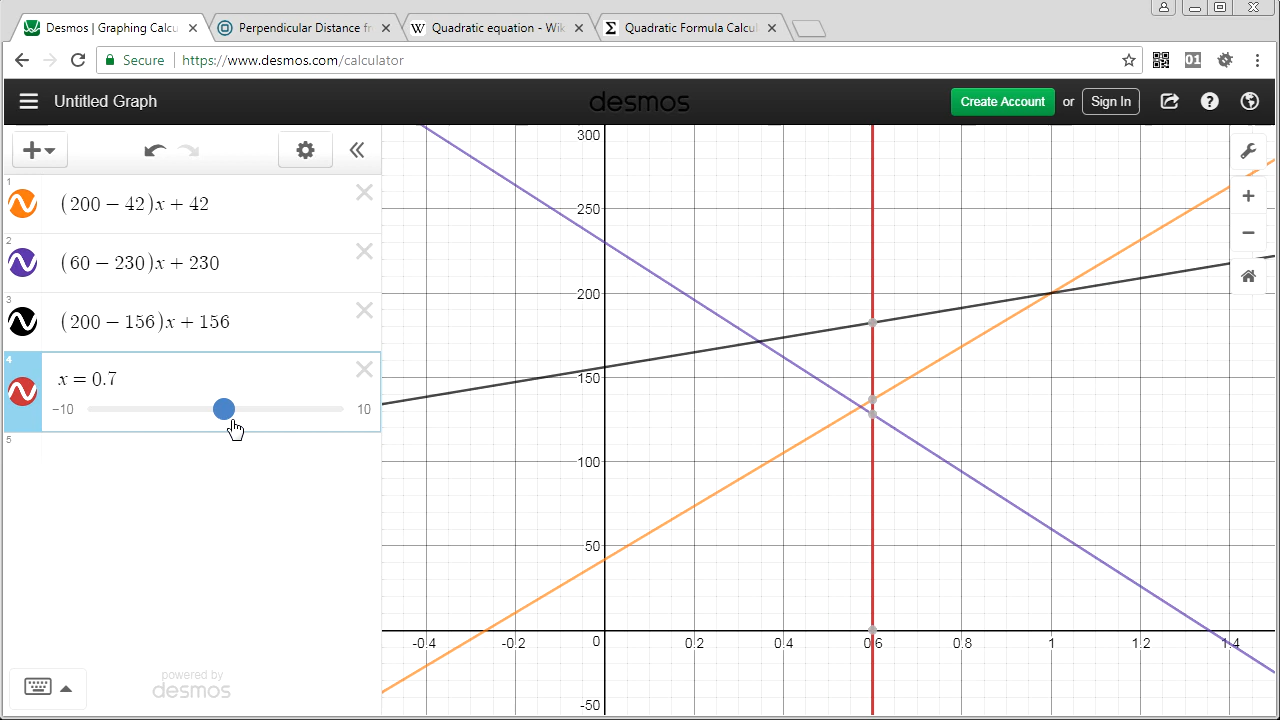 Desmos | Graphing Calcu
Perpendicular Distance fr
Quadratic equation - Wik
Quadratic Formula Calcul
Secure https://www.desmos.com/calculator
01
Untitled Graph
desmos
Create Account or Sign In
1
(200 − 42)x + 42
2
(60 − 230)x + 230
3
(200 − 156)x + 156
4
x = 0.7
−10
10
5
powered by
desmos
300
250
200
150
100
50
0
-50
-0.4
-0.2
0.2
0.4
0.6
0.8
1
1.2
1.4